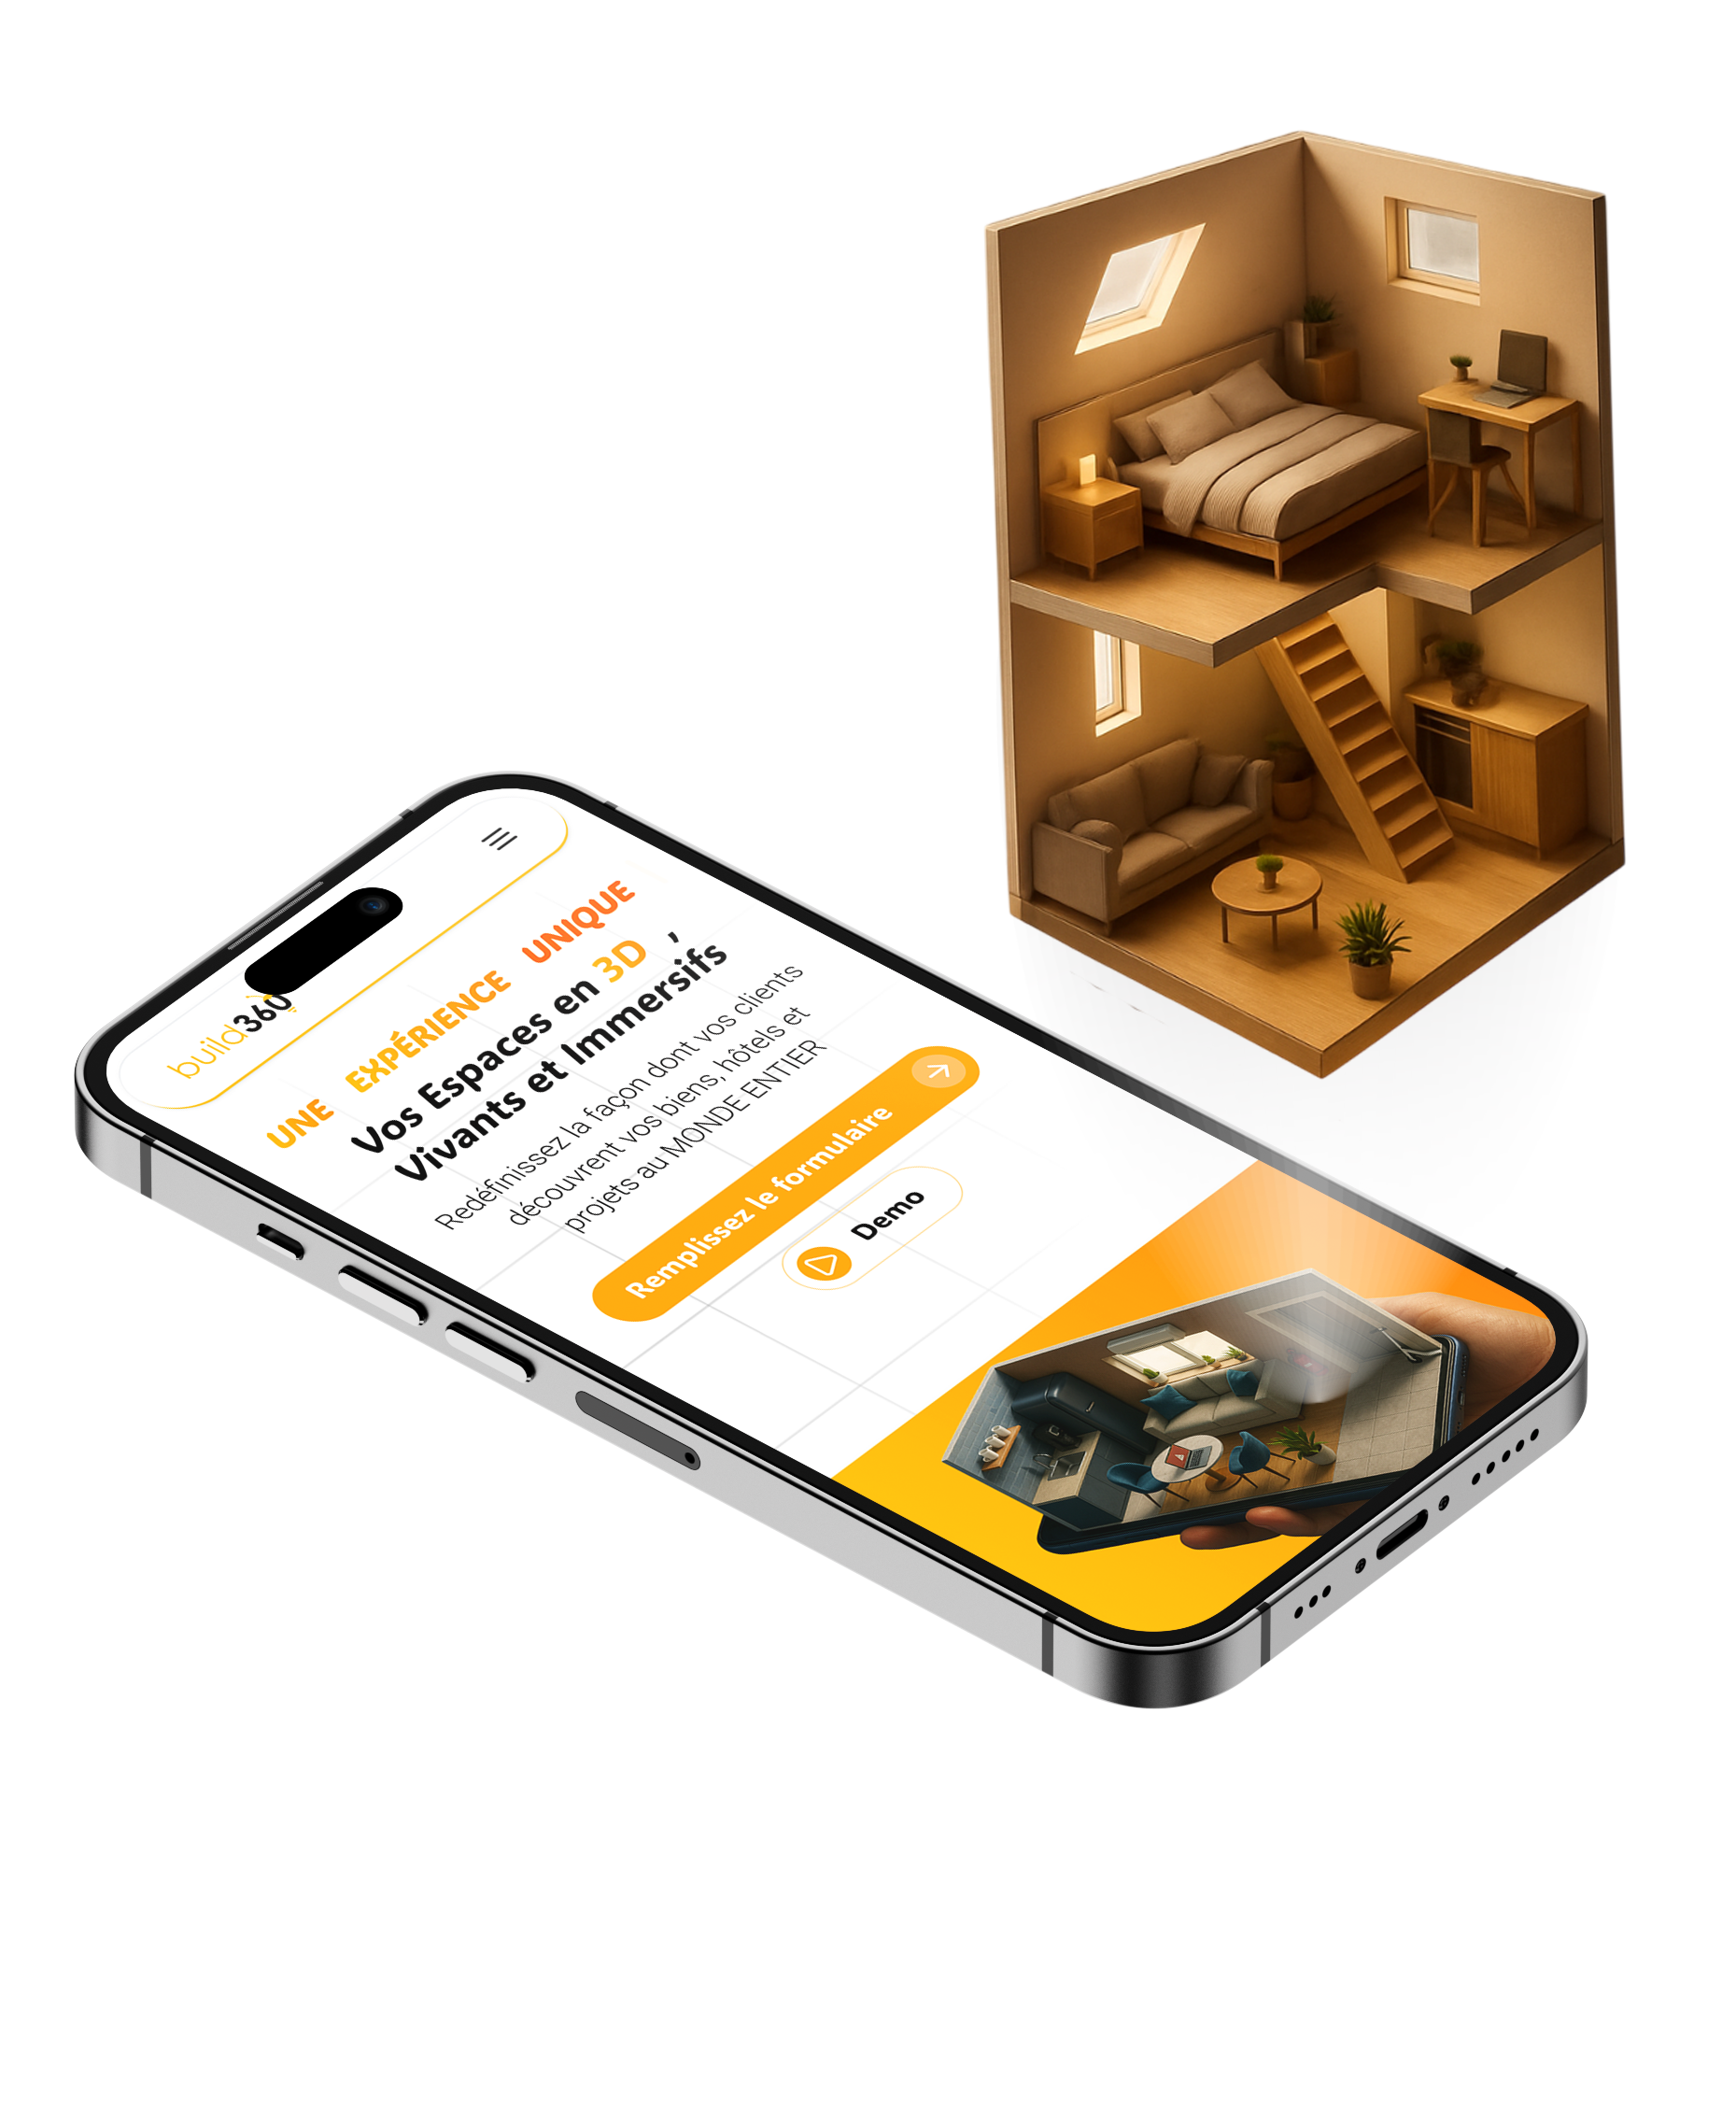 build360
UNE EXPÉRIENCE UNIQUE
Vos Espaces en 3D ,
Vivants et Immersifs
Redéfinissez la façon dont vos clients
découvrent vos biens, hôtels et
projets au MONDE ENTIER
Remplissez le formulaire
Demo